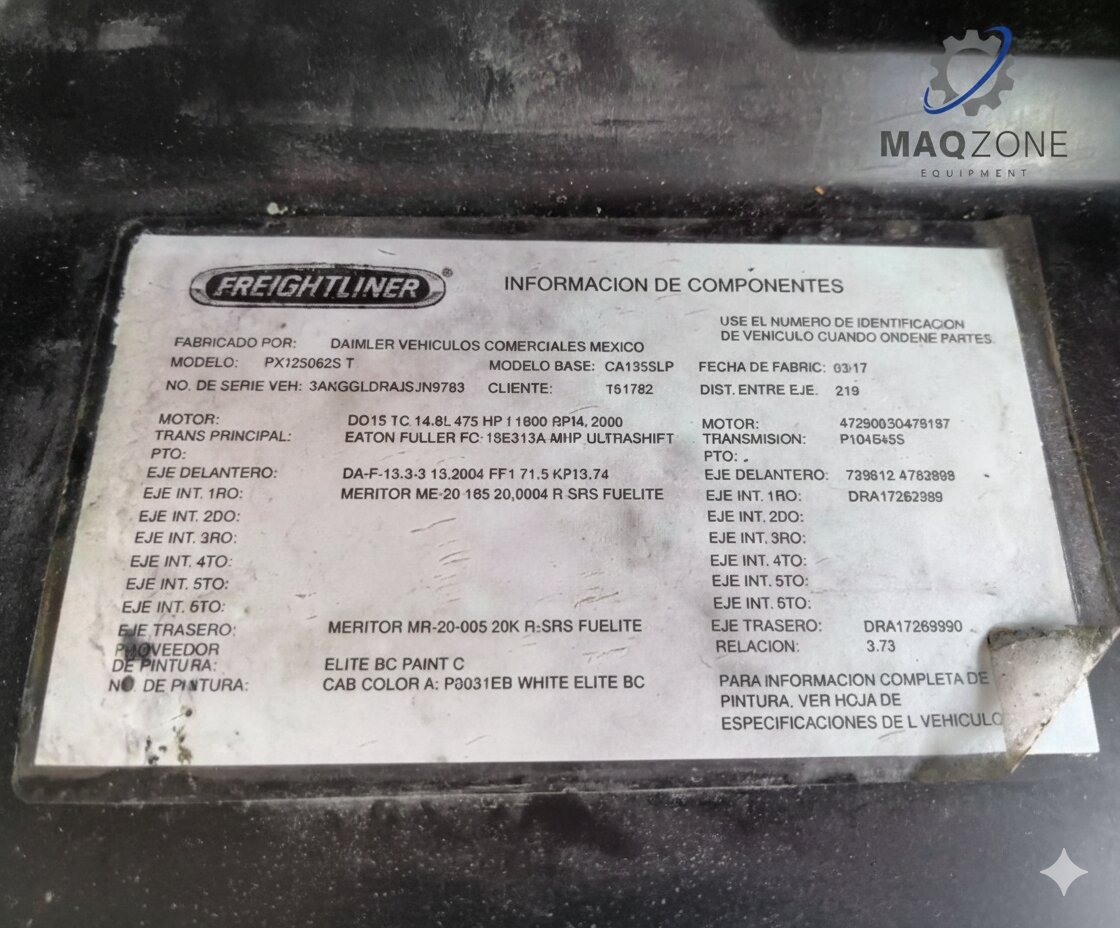 MAQZONE
EQUIPMENT
FREIGHTLINER®
INFORMACION DE COMPONENTES
USE EL NUMERO DE IDENTIFICACION
DE VEHICULO CUANDO ONDENE PARTES.
FABRICADO POR: DAIMLER VEHICULOS COMERCIALES MEXICO
MODELO: PX125062S T MODELO BASE: CA135SLP FECHA DE FABRIC: 03 17
NO. DE SERIE VEH: 3ANGGLDRAJSJN9783 CLIENTE: T61782 DIST. ENTRE EJE. 219
MOTOR: DO15 TC 14.8L 475 HP 1 1800 RP14, 2000 MOTOR: 47290030479187
TRANS PRINCIPAL: EATON FULLER FC-18E313A MHP ULTRASHIFT TRANSMISION: P104545S
PTO: PTO:
EJE DELANTERO: DA-F-13.3-3 13.2004 FF1 71.5 KP13.74 EJE DELANTERO: 739612 4783899
EJE INT. 1RO: MERITOR ME-20 165 20,0004 R SRS FUELITE EJE INT. 1RO: DRA17262989
EJE INT. 2DO: EJE INT. 2DO:
EJE INT. 3RO: EJE INT. 3RO:
EJE INT. 4TO: EJE INT. 4TO:
EJE INT. 5TO: EJE INT. 5TO:
EJE INT. 6TO: EJE INT. 6TO:
EJE TRASERO: MERITOR MR-20-005 20K R:SRS FUELITE EJE TRASERO: DRA17269990
PROVEEDOR RELACION: 3.73
DE PINTURA: ELITE BC PAINT C
NO. DE PINTURA: CAB COLOR A: P3031EB WHITE ELITE BC
PARA INFORMACION COMPLETA DE
PINTURA. VER HOJA DE
ESPECIFICACIONES DE L VEHICULO